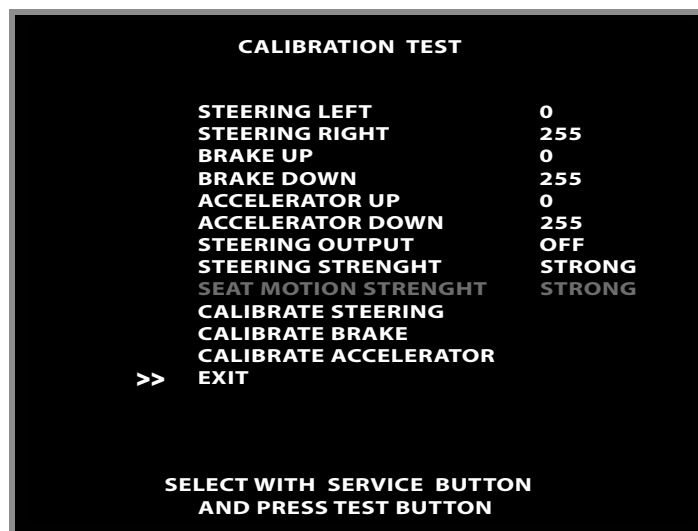 CALIBRATION TEST
STEERING LEFT 0
STEERING RIGHT 255
BRAKE UP 0
BRAKE DOWN 255
ACCELERATOR UP 0
ACCELERATOR DOWN 255
STEERING OUTPUT OFF
STEERING STRENGHT STRONG
SEAT MOTION STRENGHT STRONG
CALIBRATE STEERING
CALIBRATE BRAKE
CALIBRATE ACCELERATOR
>> EXIT
SELECT WITH SERVICE BUTTON
AND PRESS TEST BUTTON